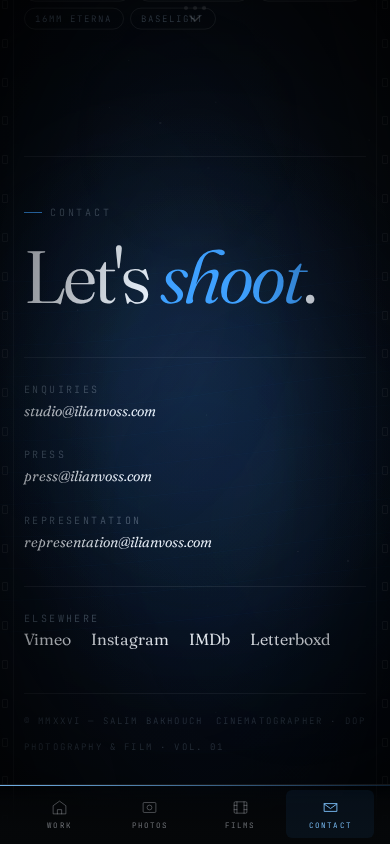 16MM ETERNA BASELIGHT
CONTACT
Let's shoot.
ENQUIRIES
studio@ilianvoss.com
PRESS
press@ilianvoss.com
REPRESENTATION
representation@ilianvoss.com
ELSEWHERE
Vimeo Instagram IMDb Letterboxd
© MMXXVI — SALIM BAKHOUCH CINEMATOGRAPHER · DOP
PHOTOGRAPHY & FILM · VOL. 01
WORK PHOTOS FILMS CONTACT